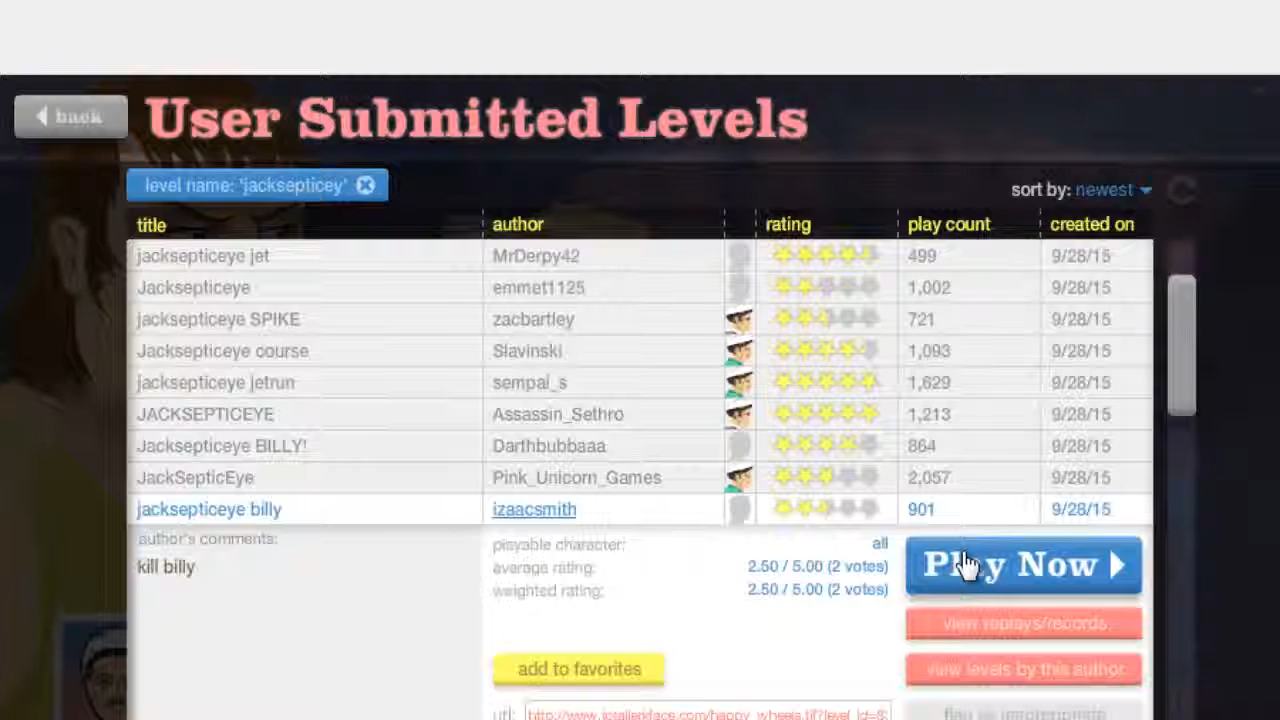 back
User Submitted Levels
level name: 'jacksepticey'
sort by: newest
title author rating play count created on
jacksepticeye jet MrDerpy42 499 9/28/15
Jacksepticeye emmet1125 1,002 9/28/15
jacksepticeye SPIKE zacbartley 721 9/28/15
Jacksepticeye course Slavinski 1,093 9/28/15
jacksepticeye jetrun sempai_s 1,629 9/28/15
JACKSEPTICEYE Assassin_Sethro 1,213 9/28/15
Jacksepticeye BILLY! Darthbubbaaa 864 9/28/15
JackSepticEye Pink_Unicorn_Games 2,057 9/28/15
jacksepticeye billy izaacsmith 901 9/28/15
author's comments:
kill billy
playable character: all
average rating: 2.50 / 5.00 (2 votes)
weighted rating: 2.50 / 5.00 (2 votes)
Play Now
view replays/records
view levels by this author
add to favorites
url:
flag as inappropriate